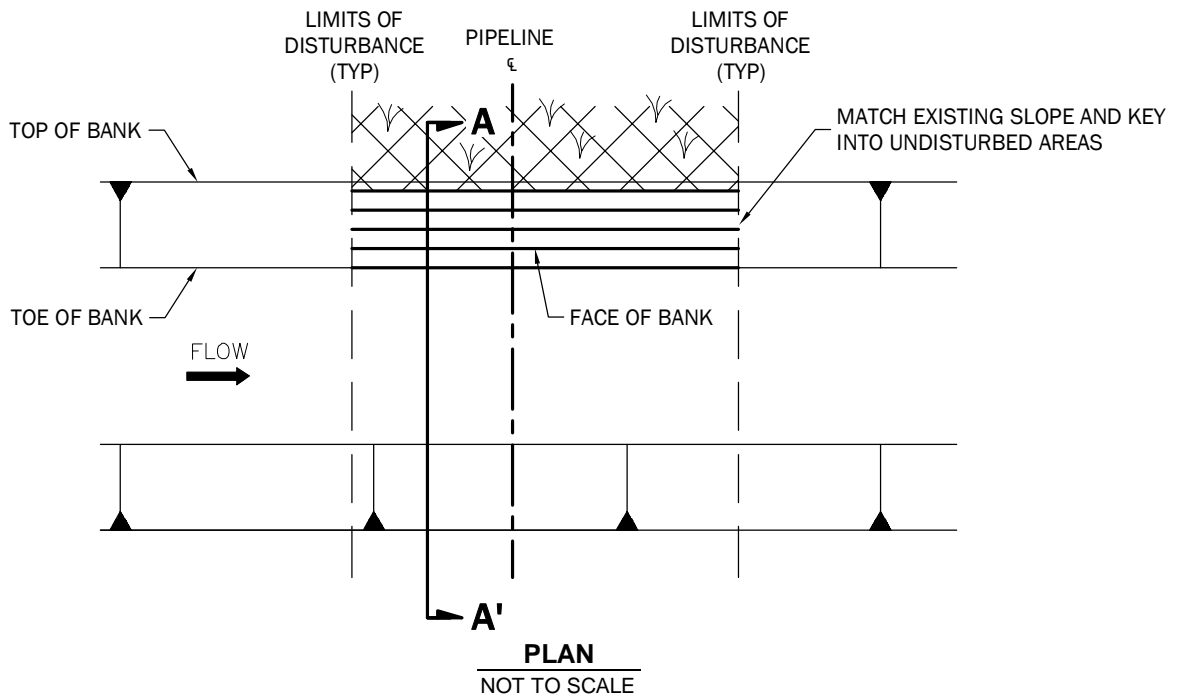 LIMITS OF
DISTURBANCE
(TYP)
PIPELINE
℄
LIMITS OF
DISTURBANCE
(TYP)
TOP OF BANK
A
MATCH EXISTING SLOPE AND KEY
INTO UNDISTURBED AREAS
TOE OF BANK
FACE OF BANK
FLOW
A'
PLAN
NOT TO SCALE